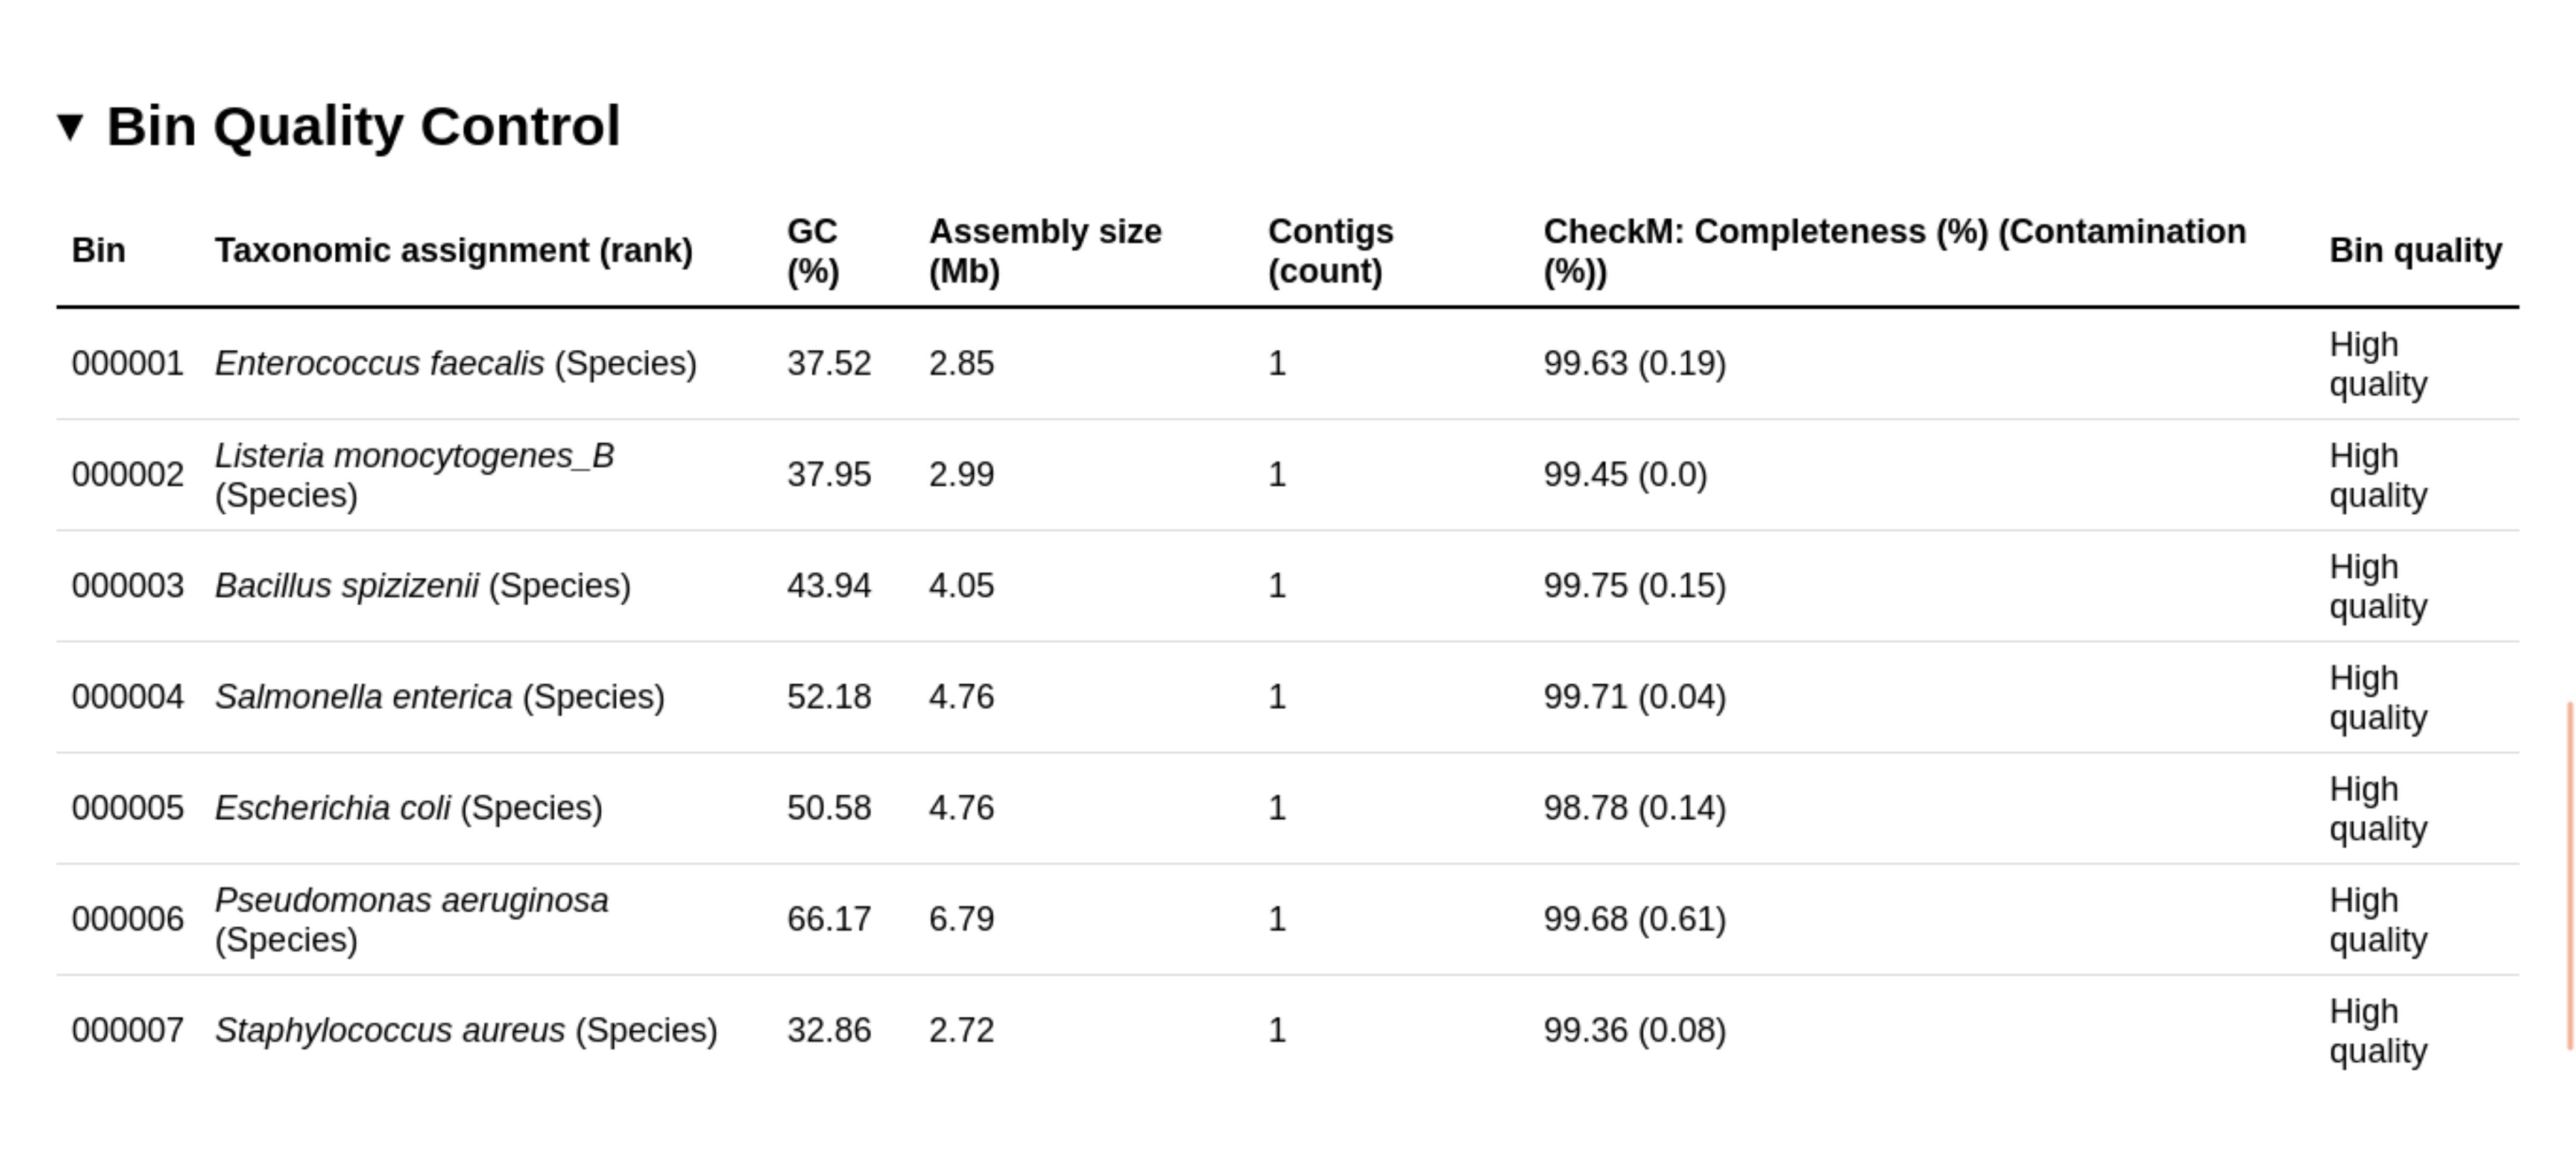 ▼ Bin Quality Control
Bin Taxonomic assignment (rank) GC (%) Assembly size (Mb) Contigs (count) CheckM: Completeness (%) (Contamination (%)) Bin quality
000001 Enterococcus faecalis (Species) 37.52 2.85 1 99.63 (0.19) High quality
000002 Listeria monocytogenes_B (Species) 37.95 2.99 1 99.45 (0.0) High quality
000003 Bacillus spizizenii (Species) 43.94 4.05 1 99.75 (0.15) High quality
000004 Salmonella enterica (Species) 52.18 4.76 1 99.71 (0.04) High quality
000005 Escherichia coli (Species) 50.58 4.76 1 98.78 (0.14) High quality
000006 Pseudomonas aeruginosa (Species) 66.17 6.79 1 99.68 (0.61) High quality
000007 Staphylococcus aureus (Species) 32.86 2.72 1 99.36 (0.08) High quality